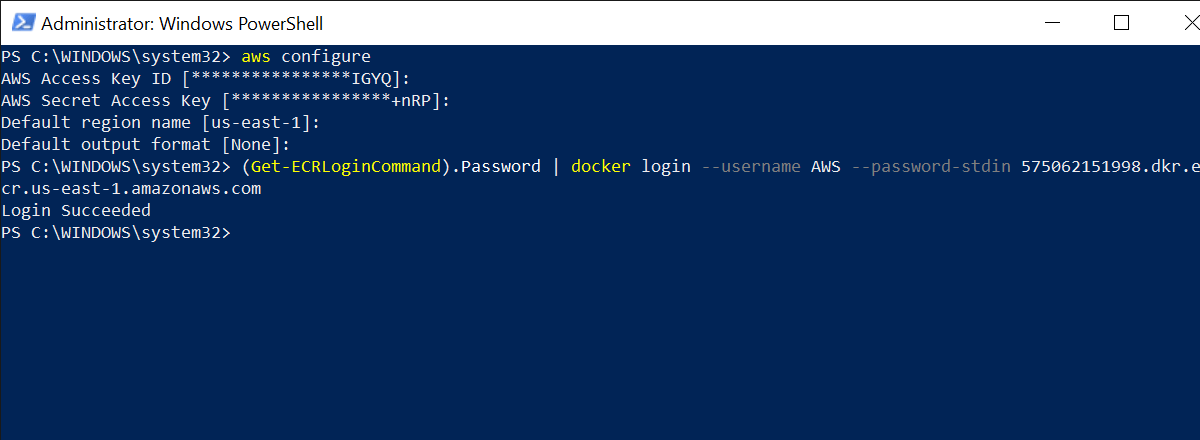 Administrator: Windows PowerShell
PS C:\WINDOWS\system32> aws configure
AWS Access Key ID [****************IGYQ]:
AWS Secret Access Key [****************+nRP]:
Default region name [us-east-1]:
Default output format [None]:
PS C:\WINDOWS\system32> (Get-ECRLoginCommand).Password | docker login --username AWS --password-stdin 575062151998.dkr.e
cr.us-east-1.amazonaws.com
Login Succeeded
PS C:\WINDOWS\system32>